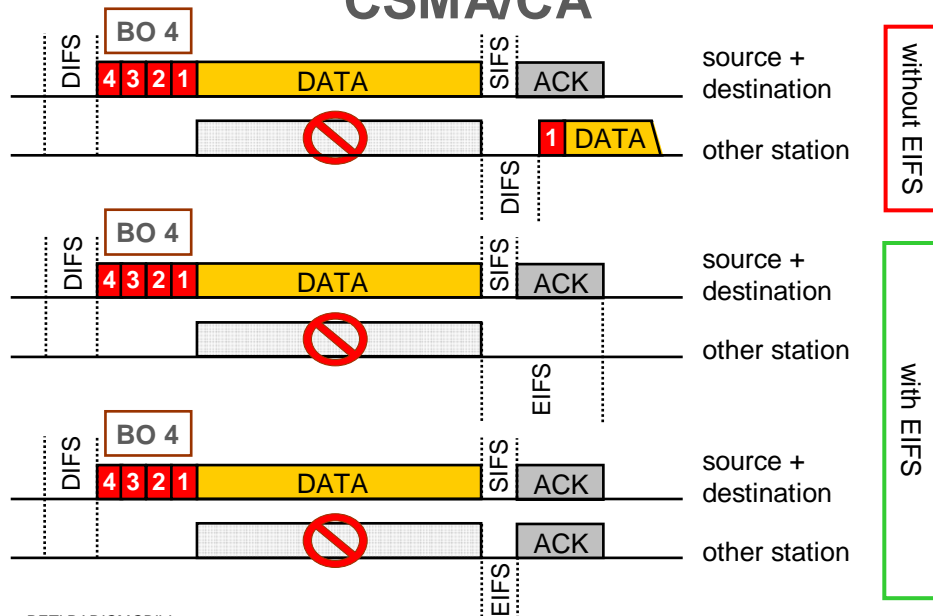 CSMA/CA
BO 4
DIFS
4 3 2 1
DATA
SIFS
ACK
source +
destination
without EIFS
1 DATA
other station
DIFS
BO 4
DIFS
4 3 2 1
DATA
SIFS
ACK
source +
destination
other station
EIFS
with EIFS
BO 4
DIFS
4 3 2 1
DATA
SIFS
ACK
source +
destination
ACK
other station
EIFS